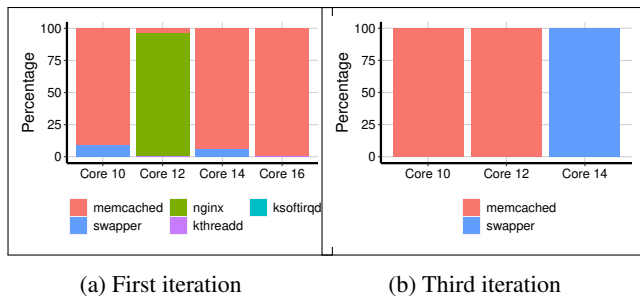 Percentage
100
75
50
25
0
Core 10 Core 12 Core 14 Core 16
memcached nginx ksoftirqd
swapper kthreadd
(a) First iteration
Percentage
100
75
50
25
0
Core 10 Core 12 Core 14
memcached
swapper
(b) Third iteration